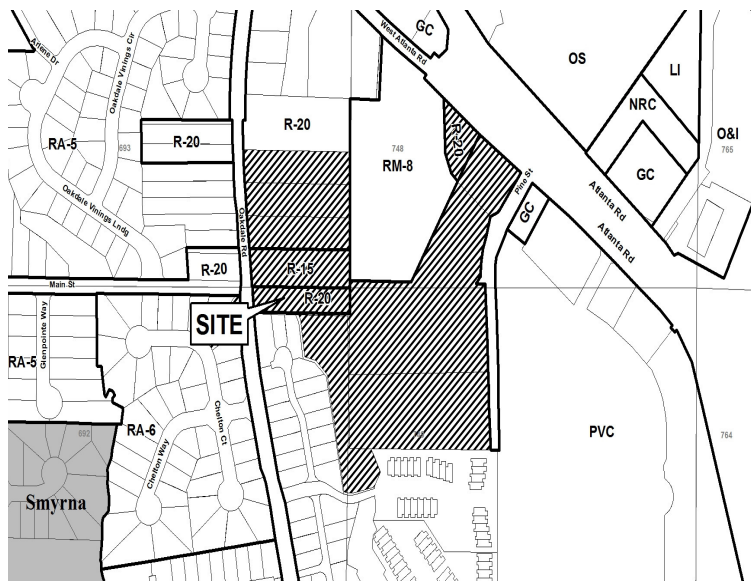 GC
West Atlanta Rd
OS
LI
NRC
O&I
765
GC
Arlene Dr
Oakdale Vinings Cir
RA-5
693
R-20
R-20
748
RM-8
R-20
Pine St
GC
Atlanta Rd
Atlanta Rd
Oakdale Vinings Lndg
Oakdale Rd
R-20
R-15
Main St
R-20
SITE
Glenpointe Way
RA-5
RA-6
Chelton Ct
Chelton Way
692
Smyrna
PVC
764